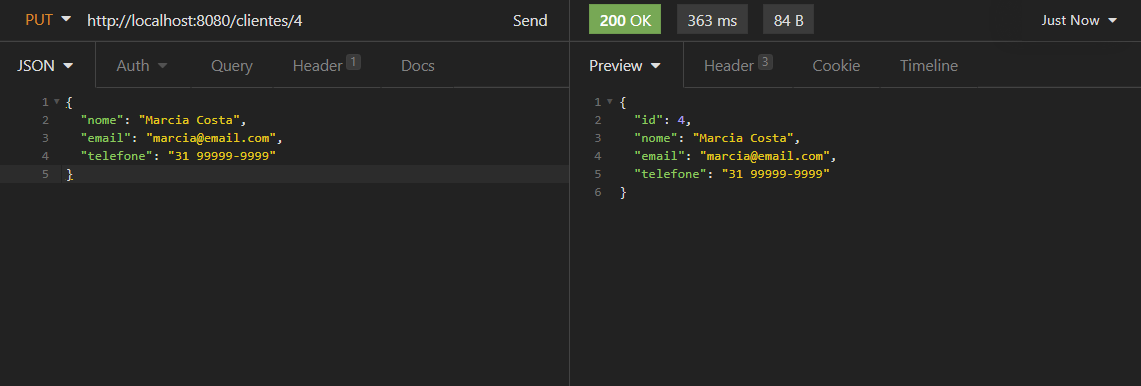 PUT http://localhost:8080/clientes/4 Send
JSON Auth Query Header 1 Docs
1 {
2 "nome": "Marcia Costa",
3 "email": "marcia@email.com",
4 "telefone": "31 99999-9999"
5 }
200 OK 363 ms 84 B Just Now
Preview Header 3 Cookie Timeline
1 {
2 "id": 4,
3 "nome": "Marcia Costa",
4 "email": "marcia@email.com",
5 "telefone": "31 99999-9999"
6 }